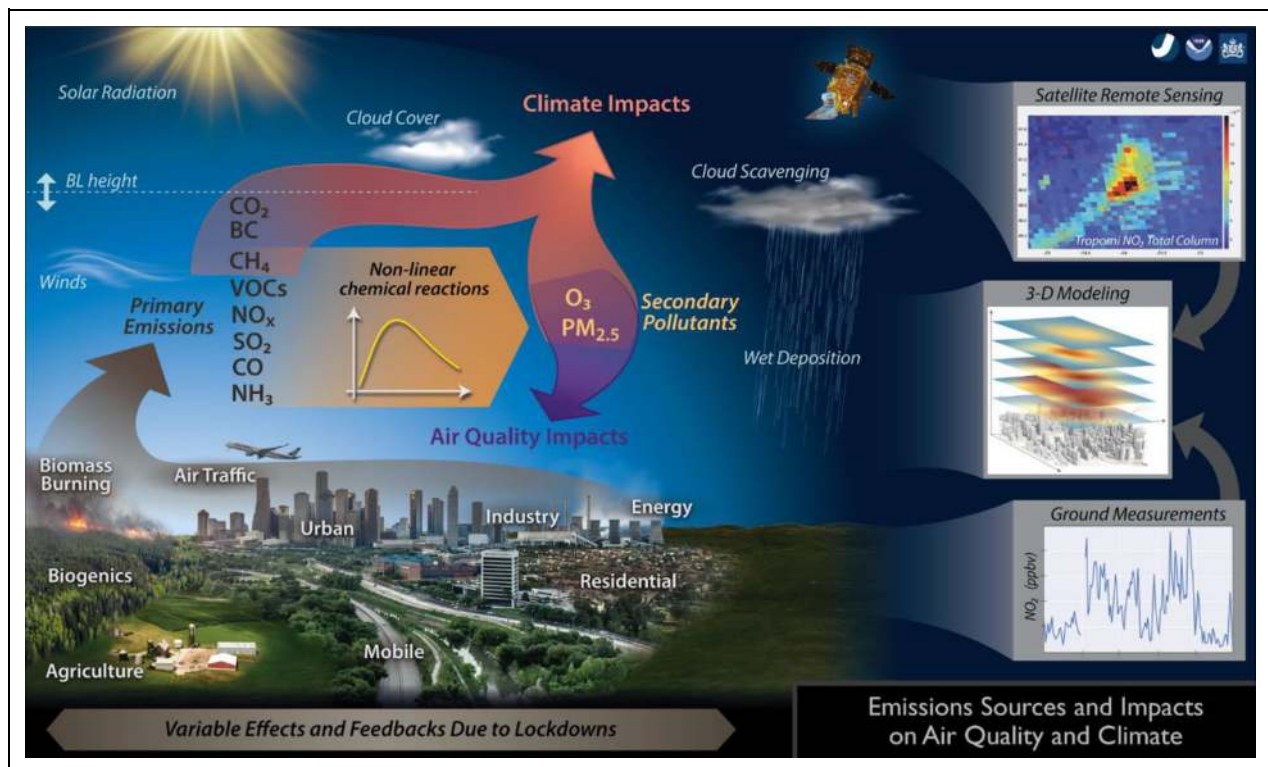 Solar Radiation
Cloud Cover
Climate Impacts
Satellite Remote Sensing
BL height
Cloud Scavenging
Tropomi NO₂ Total Column
CO₂
BC
CH₄
VOCs
NOₓ
SO₂
CO
NH₃
Winds
Primary
Emissions
Non-linear
chemical reactions
O₃
PM₂.₅
Secondary
Pollutants
3-D Modeling
Wet Deposition
Air Quality Impacts
Biomass
Burning
Air Traffic
Urban
Industry
Energy
Ground Measurements
NO₂ (ppbv)
Biogenics
Residential
Agriculture
Mobile
Variable Effects and Feedbacks Due to Lockdowns
Emissions Sources and Impacts
on Air Quality and Climate